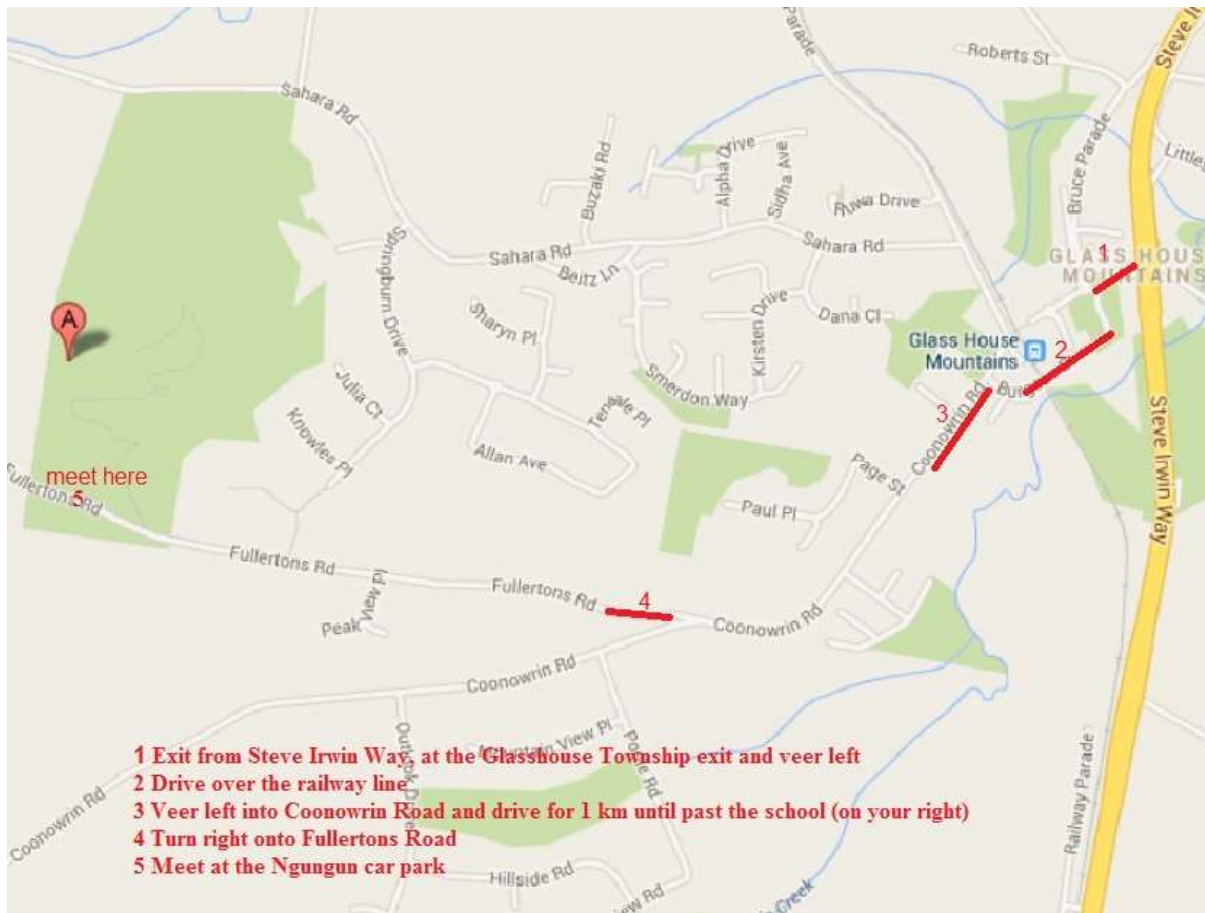 Parade
Steve I
Roberts St
Sahara Rd
Buzaki Rd
Alpha D
Drive
Sidha Ave
Bruce Parade
Little
Ruwa Drive
Springburn Drive
Sahara Rd
Beitz Ln
Sahara Rd
1
GLASS HOUS
MOUNTAINS
A
Sharyn Pl
Kirsten Drive
Dana Cl
Glass House
Mountains
2
Julia Ct
Smerdon Way
3
Coonowrin Rd
Steve Irwin Way
Knowles Pl
Allan Ave
Page St
Paul Pl
meet here
5
Fullertons Rd
Fullertons Rd
Fullertons Rd
4
Peak View Pl
Coonowrin Rd
Coonowrin Rd
Mountain View Pl
Railway Parade
1 Exit from Steve Irwin Way, at the Glasshouse Township exit and veer left
2 Drive over the railway line
3 Veer left into Coonowrin Road and drive for 1 km until past the school (on your right)
4 Turn right onto Fullertons Road
5 Meet at the Ngungun car park
Coonowrin Rd
Hillside Rd
Creek